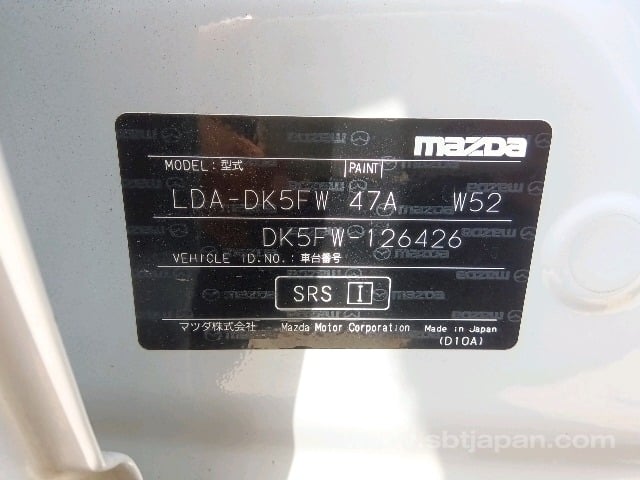 mazda
MODEL: 型式 PAINT
LDA-DK5FW 47A W52
DK5FW-126426
VEHICLE ID.NO.: 車台番号
SRS I
マツダ株式会社 Mazda Motor Corporation Made in Japan
(D10A)
www.sbtjapan.com